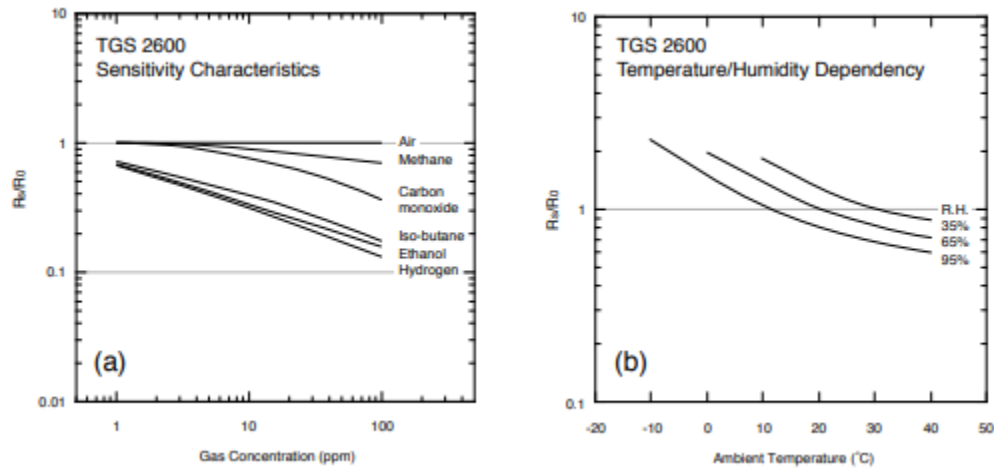 TGS 2600
Sensitivity Characteristics
10
1
0.1
0.01
Rs/R0
Air
Methane
Carbon
monoxide
Iso-butane
Ethanol
Hydrogen
(a)
1
10
100
Gas Concentration (ppm)
TGS 2600
Temperature/Humidity Dependency
10
1
0.1
Rs/R0
R.H.
35%
65%
95%
(b)
-20
-10
0
10
20
30
40
50
Ambient Temperature (˚C)